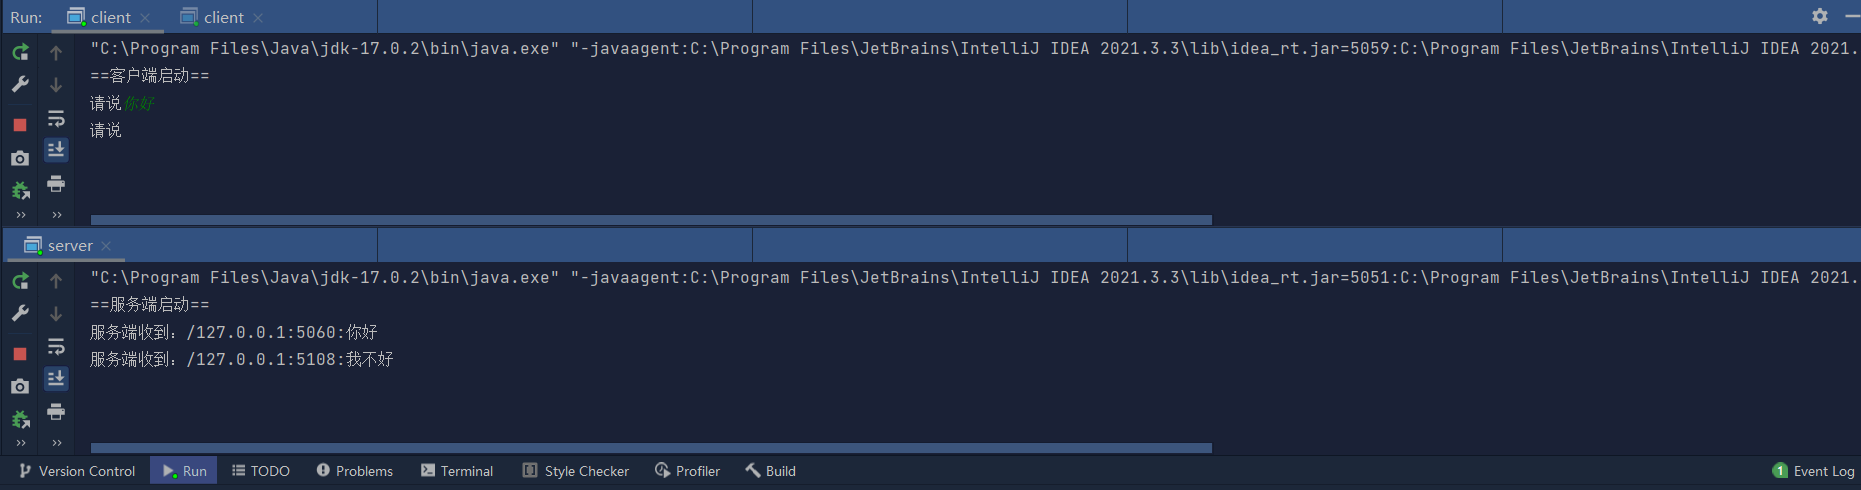 Run: client client
"C:\Program Files\Java\jdk-17.0.2\bin\java.exe" "-javaagent:C:\Program Files\JetBrains\IntelliJ IDEA 2021.3.3\lib\idea_rt.jar=5059:C:\Program Files\JetBrains\IntelliJ IDEA 2021.
==客户端启动==
请说你好
请说
server
"C:\Program Files\Java\jdk-17.0.2\bin\java.exe" "-javaagent:C:\Program Files\JetBrains\IntelliJ IDEA 2021.3.3\lib\idea_rt.jar=5051:C:\Program Files\JetBrains\IntelliJ IDEA 2021.
==服务端启动==
服务端收到：/127.0.0.1:5060:你好
服务端收到：/127.0.0.1:5108:我不好
Version Control Run TODO Problems Terminal Style Checker Profiler Build 1 Event Log